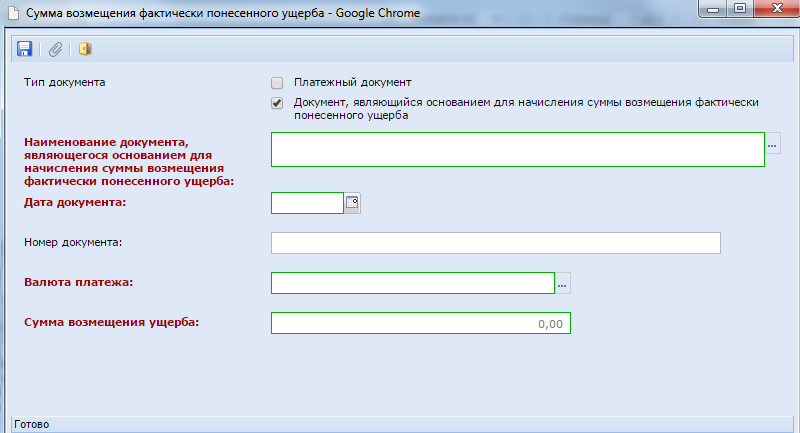 Сумма возмещения фактически понесенного ущерба - Google Chrome
Тип документа
Платежный документ
Документ, являющийся основанием для начисления суммы возмещения фактически
понесенного ущерба
Наименование документа,
являющегося основанием для
начисления суммы возмещения
фактически понесенного ущерба:
...
Дата документа:
Номер документа:
Валюта платежа:
...
Сумма возмещения ущерба:
0,00
Готово